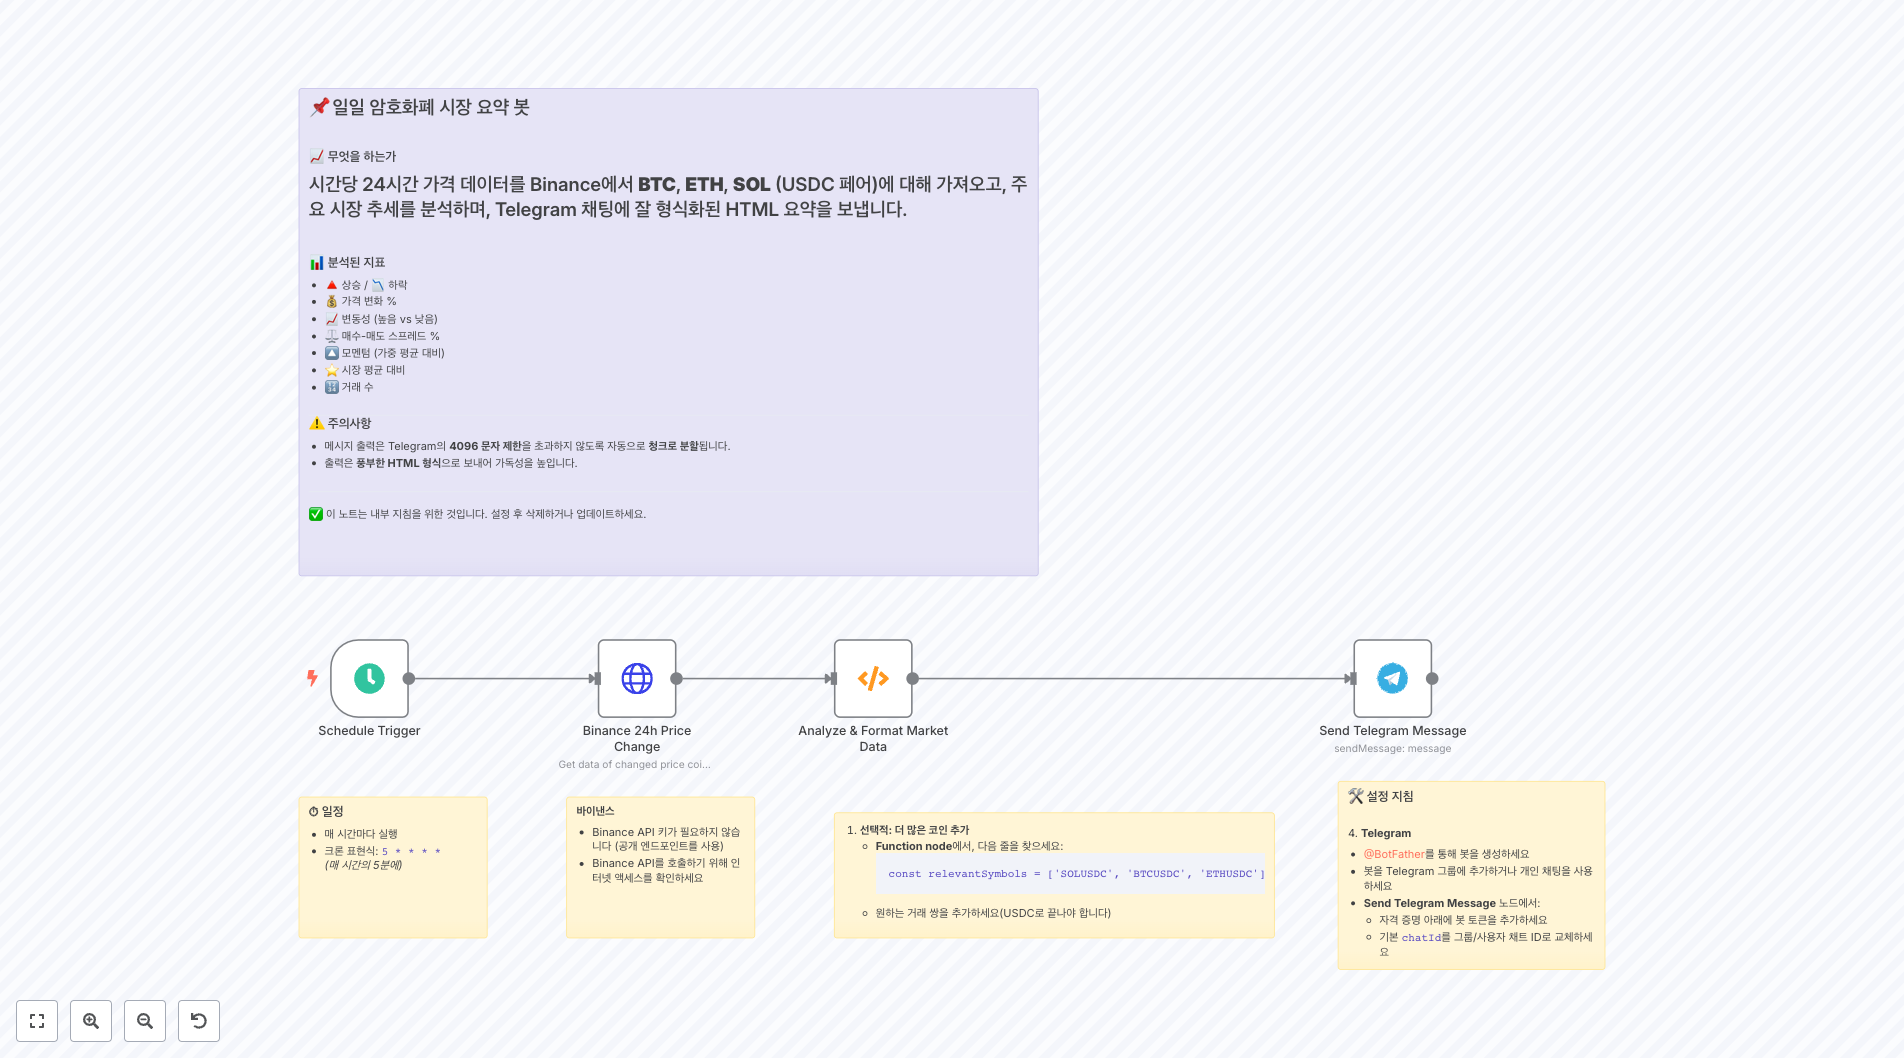 📌일일 암호화폐 시장 요약 봇
📈 무엇을 하는가
시간당 24시간 가격 데이터를 Binance에서 BTC, ETH, SOL (USDC 페어)에 대해 가져오고, 주
요 시장 추세를 분석하며, Telegram 채팅에 잘 형식화된 HTML 요약을 보냅니다.
📊 분석된 지표
🔺 상승 / 📉 하락
💰 가격 변화 %
📈 변동성 (높음 vs 낮음)
⚖️ 매수-매도 스프레드 %
🔼 모멘텀 (가중 평균 대비)
⭐ 시장 평균 대비
🔢 거래 수
⚠️ 주의사항
메시지 출력은 Telegram의 4096 문자 제한을 초과하지 않도록 자동으로 청크로 분할됩니다.
출력은 풍부한 HTML 형식으로 보내어 가독성을 높입니다.
✅ 이 노트는 내부 지침을 위한 것입니다. 설정 후 삭제하거나 업데이트하세요.
Schedule Trigger
Binance 24h Price
Change
Get data of changed price coi...
Analyze & Format Market
Data
Send Telegram Message
sendMessage: message
⏱ 일정
매 시간마다 실행
크론 표현식: 5 * * * *
(매 시간의 5분에)
바이낸스
Binance API 키가 필요하지 않습
니다 (공개 엔드포인트를 사용)
Binance API를 호출하기 위해 인
터넷 액세스를 확인하세요
1. 선택적: 더 많은 코인 추가
Function node에서, 다음 줄을 찾으세요:
const relevantSymbols = ['SOLUSDC', 'BTCUSDC', 'ETHUSDC']
원하는 거래 쌍을 추가하세요(USDC로 끝나야 합니다)
🛠 설정 지침
4. Telegram
@BotFather를 통해 봇을 생성하세요
봇을 Telegram 그룹에 추가하거나 개인 채팅을 사용
하세요
Send Telegram Message 노드에서:
자격 증명 아래에 봇 토큰을 추가하세요
기본 chatId를 그룹/사용자 채트 ID로 교체하세
요